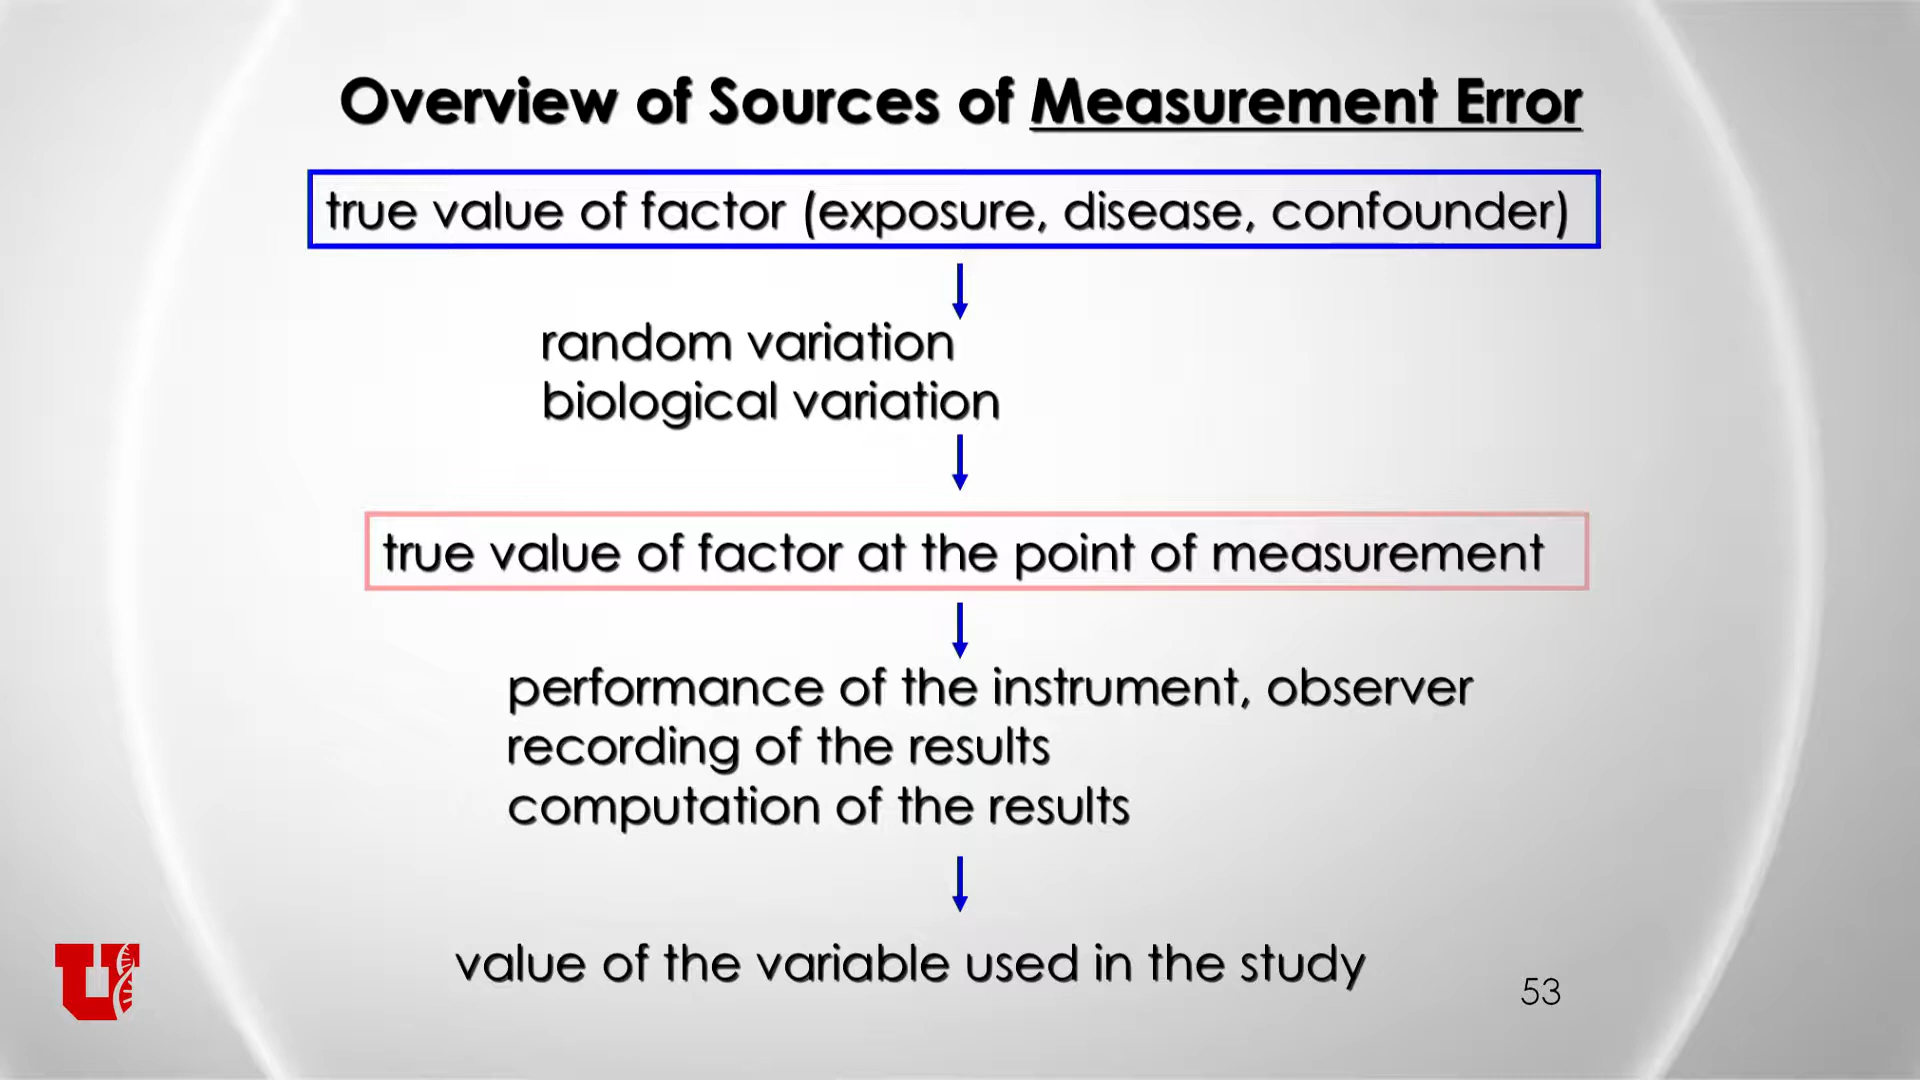 Overview of Sources of Measurement Error
true value of factor (exposure, disease, confounder)
random variation
biological variation
true value of factor at the point of measurement
performance of the instrument, observer
recording of the results
computation of the results
value of the variable used in the study
53
U